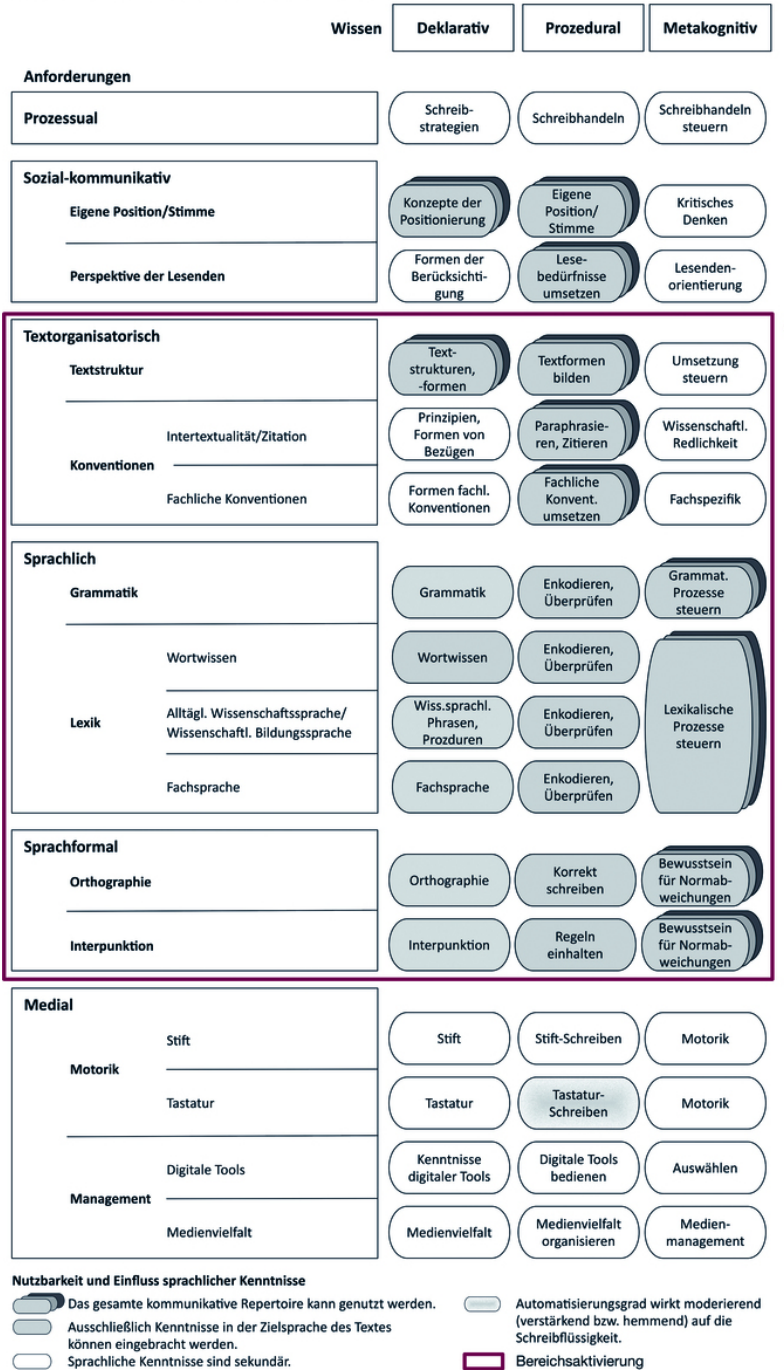 Wissen Deklarativ Prozedural Metakognitiv
Anforderungen
Prozessual
Schreib-
strategien
Schreibhandeln
Schreibhandeln
steuern
Sozial-kommunikativ
Eigene Position/Stimme
Konzepte der
Positionierung
Eigene
Position/
Stimme
Kritisches
Denken
Perspektive der Lesenden
Formen der
Berücksichti-
gung
Lese-
bedürfnisse
umsetzen
Lesenden-
orientierung
Textorganisatorisch
Textstruktur
Text-
strukturen,
-formen
Textformen
bilden
Umsetzung
steuern
Konventionen
Intertextualität/Zitation
Prinzipien,
Formen von
Bezügen
Paraphrasie-
ren, Zitieren
Wissenschaftl.
Redlichkeit
Fachliche Konventionen
Formen fachl.
Konventionen
Fachliche
Konvent.
umsetzen
Fachspezifik
Sprachlich
Grammatik
Grammatik
Enkodieren,
Überprüfen
Grammat.
Prozesse
steuern
Lexik
Wortwissen
Wortwissen
Enkodieren,
Überprüfen
Lexikalische
Prozesse
steuern
Alltägl. Wissenschaftssprache/
Wissenschaftl. Bildungssprache
Wiss.sprachl.
Phrasen,
Prozduren
Enkodieren,
Überprüfen
Fachsprache
Fachsprache
Enkodieren,
Überprüfen
Sprachformal
Orthographie
Orthographie
Korrekt
schreiben
Bewusstsein
für Normab-
weichungen
Interpunktion
Interpunktion
Regeln
einhalten
Bewusstsein
für Normab-
weichungen
Medial
Motorik
Stift
Stift
Stift-Schreiben
Motorik
Tastatur
Tastatur
Tastatur-
Schreiben
Motorik
Management
Digitale Tools
Kenntnisse
digitaler Tools
Digitale Tools
bedienen
Auswählen
Medienvielfalt
Medienvielfalt
Medienvielfalt
organisieren
Medien-
management
Nutzbarkeit und Einfluss sprachlicher Kenntnisse
Das gesamte kommunikative Repertoire kann genutzt werden.
Ausschließlich Kenntnisse in der Zielsprache des Textes
können eingebracht werden.
Sprachliche Kenntnisse sind sekundär.
Automatisierungsgrad wirkt moderierend
(verstärkend bzw. hemmend) auf die
Schreibflüssigkeit.
Bereichsaktivierung